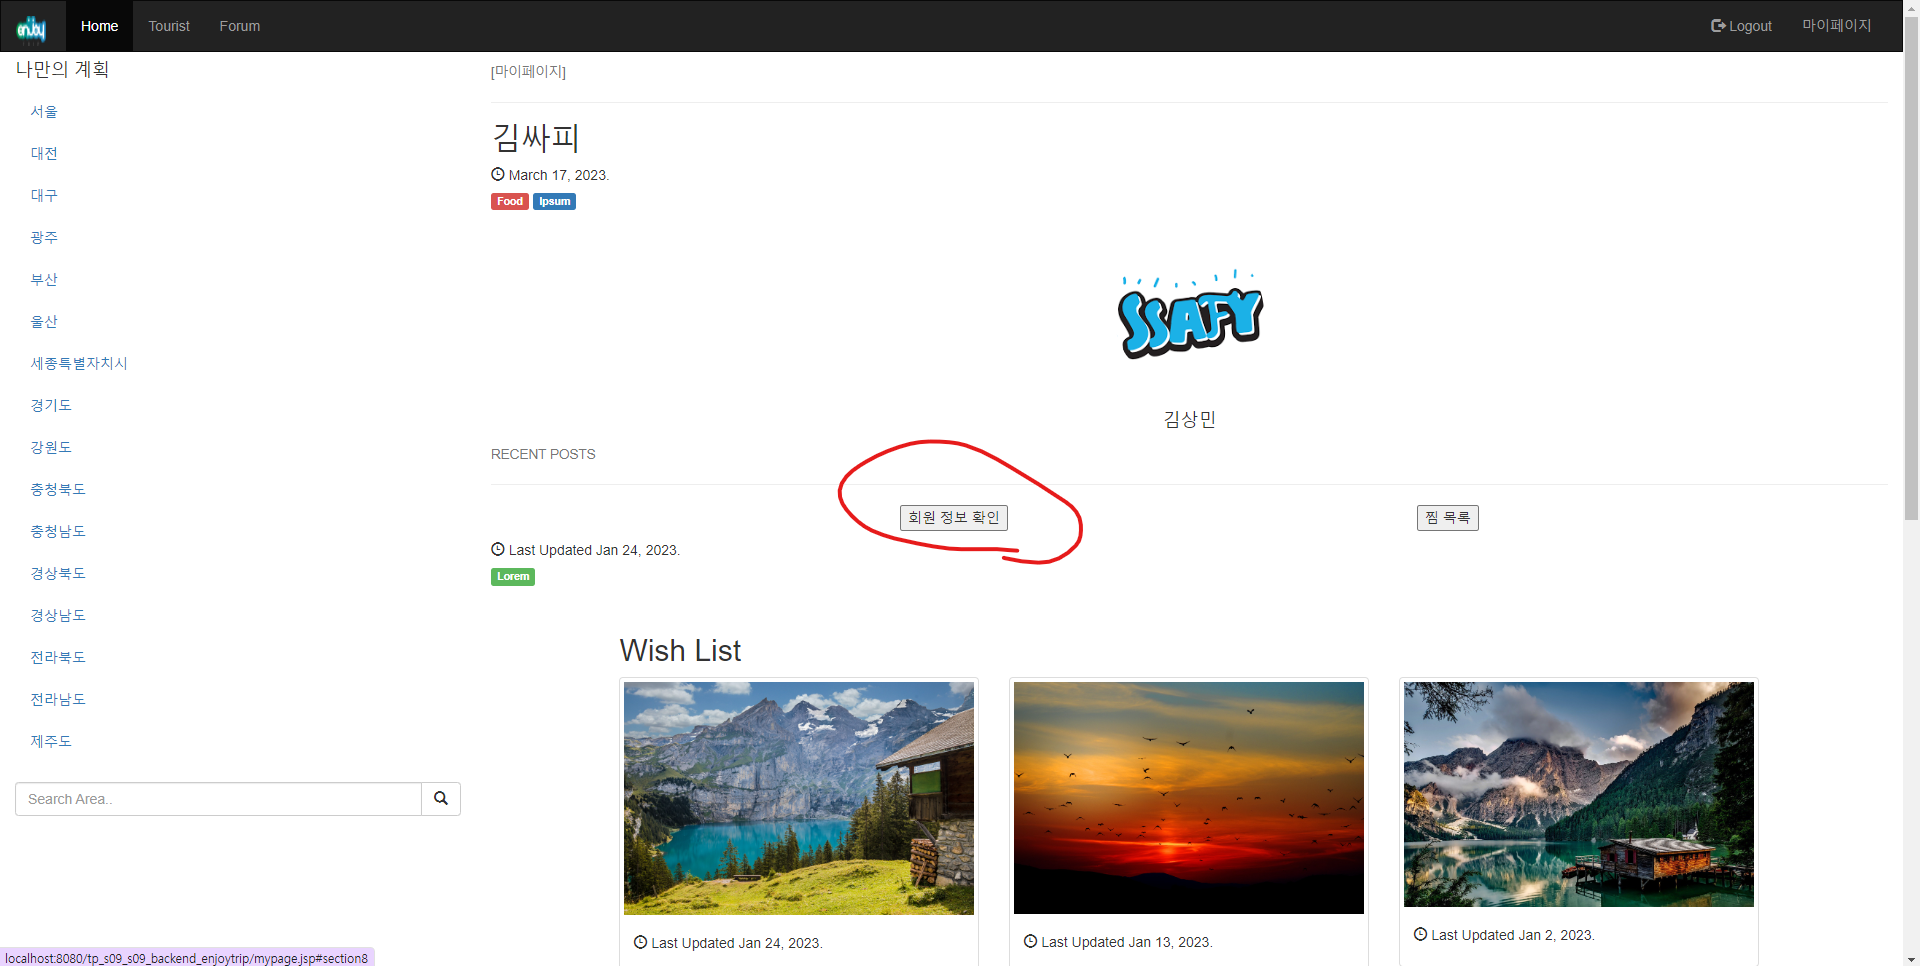 enjoy
Home
Tourist
Forum
Logout
마이페이지
나만의 계획
서울
대전
대구
광주
부산
울산
세종특별자치시
경기도
강원도
충청북도
충청남도
경상북도
경상남도
전라북도
전라남도
제주도
Search Area..
[마이페이지]
김싸피
March 17, 2023.
Food Ipsum
SSAFY
김상민
RECENT POSTS
회원 정보 확인
찜 목록
Last Updated Jan 24, 2023.
Lorem
Wish List
Last Updated Jan 24, 2023.
Last Updated Jan 13, 2023.
Last Updated Jan 2, 2023.
localhost:8080/tp_s09_s09_backend_enjoytrip/mypage.jsp#section8